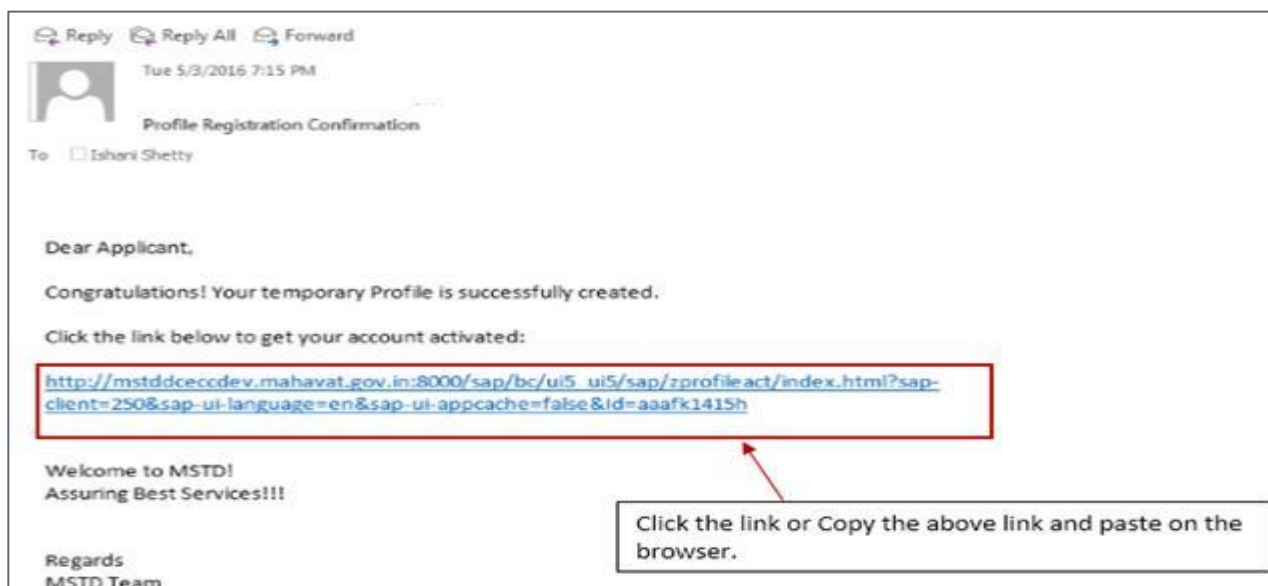 Reply Reply All Forward
Tue 5/3/2016 7:15 PM
Profile Registration Confirmation
To Ishani Shetty
Dear Applicant,
Congratulations! Your temporary Profile is successfully created.
Click the link below to get your account activated:
http://mstddceccdev.mahavat.gov.in:8000/sap/bc/ui5_ui5/sap/zprofileact/index.html?sap-
client=250&sap-ui-language=en&sap-ui-appcache=false&Id=aaafk1415h
Welcome to MSTD!
Assuring Best Services!!!
Click the link or Copy the above link and paste on the
browser.
Regards
MSTD Team